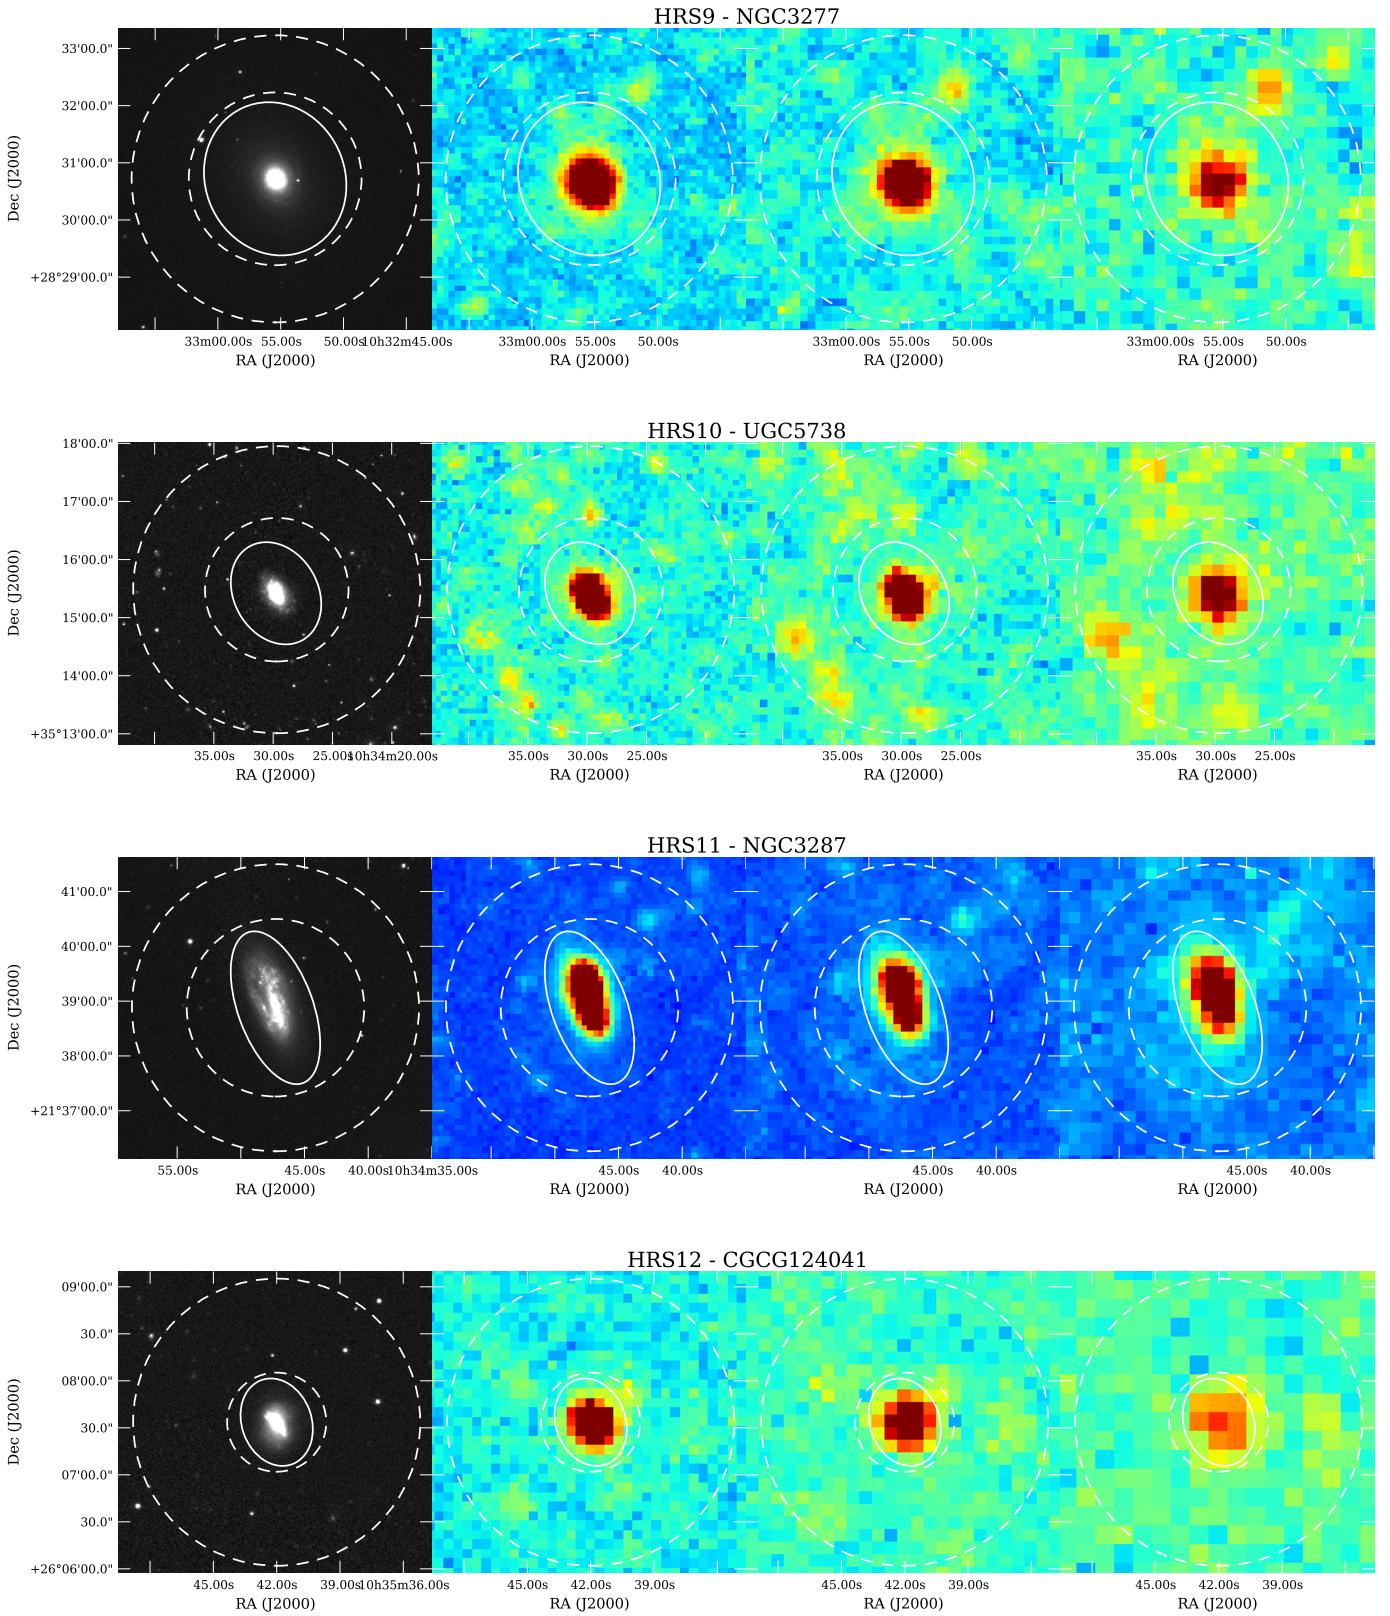 HRS9 - NGC3277
33'00.0"
32'00.0"
31'00.0"
30'00.0"
+28°29'00.0"
Dec (J2000)
33m00.00s 55.00s 50.00s 10h32m45.00s 33m00.00s 55.00s 50.00s 33m00.00s 55.00s 50.00s 33m00.00s 55.00s 50.00s
RA (J2000) RA (J2000) RA (J2000) RA (J2000)
HRS10 - UGC5738
18'00.0"
17'00.0"
16'00.0"
15'00.0"
14'00.0"
+35°13'00.0"
Dec (J2000)
35.00s 30.00s 25.00s 10h34m20.00s 35.00s 30.00s 25.00s 35.00s 30.00s 25.00s 35.00s 30.00s 25.00s
RA (J2000) RA (J2000) RA (J2000) RA (J2000)
HRS11 - NGC3287
41'00.0"
40'00.0"
39'00.0"
38'00.0"
+21°37'00.0"
Dec (J2000)
55.00s 45.00s 40.00s 10h34m35.00s 45.00s 40.00s 45.00s 40.00s 45.00s 40.00s
RA (J2000) RA (J2000) RA (J2000) RA (J2000)
HRS12 - CGCG124041
09'00.0"
30.0"
08'00.0"
30.0"
07'00.0"
30.0"
+26°06'00.0"
Dec (J2000)
45.00s 42.00s 39.00s 10h35m36.00s 45.00s 42.00s 39.00s 45.00s 42.00s 39.00s 45.00s 42.00s 39.00s
RA (J2000) RA (J2000) RA (J2000) RA (J2000)